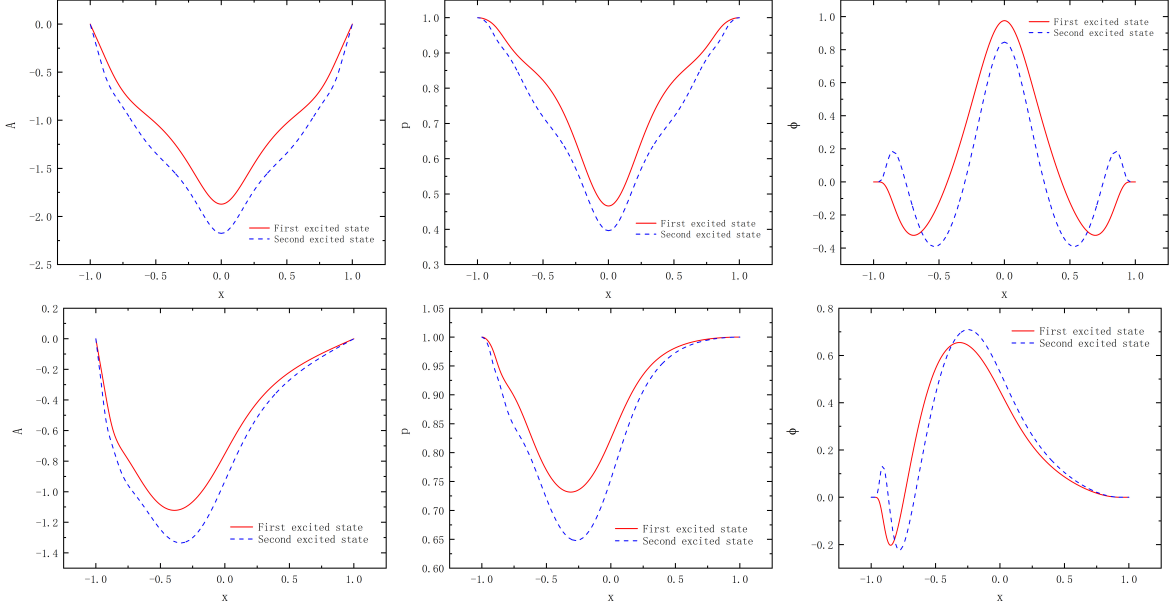 0.0
-0.5
-1.0
-1.5
-2.0
-2.5
A
-1.0 -0.5 0.0 0.5 1.0
x
First excited state
Second excited state
1.0
0.9
0.8
0.7
0.6
0.5
0.4
0.3
p
-1.0 -0.5 0.0 0.5 1.0
x
First excited state
Second excited state
1.0
0.8
0.6
0.4
0.2
0.0
-0.2
-0.4
ϕ
-1.0 -0.5 0.0 0.5 1.0
x
First excited state
Second excited state
0.2
0.0
-0.2
-0.4
-0.6
-0.8
-1.0
-1.2
-1.4
A
-1.0 -0.5 0.0 0.5 1.0
x
First excited state
Second excited state
1.05
1.00
0.95
0.90
0.85
0.80
0.75
0.70
0.65
0.60
p
-1.0 -0.5 0.0 0.5 1.0
x
First excited state
Second excited state
0.8
0.6
0.4
0.2
0.0
-0.2
ϕ
-1.0 -0.5 0.0 0.5 1.0
x
First excited state
Second excited state